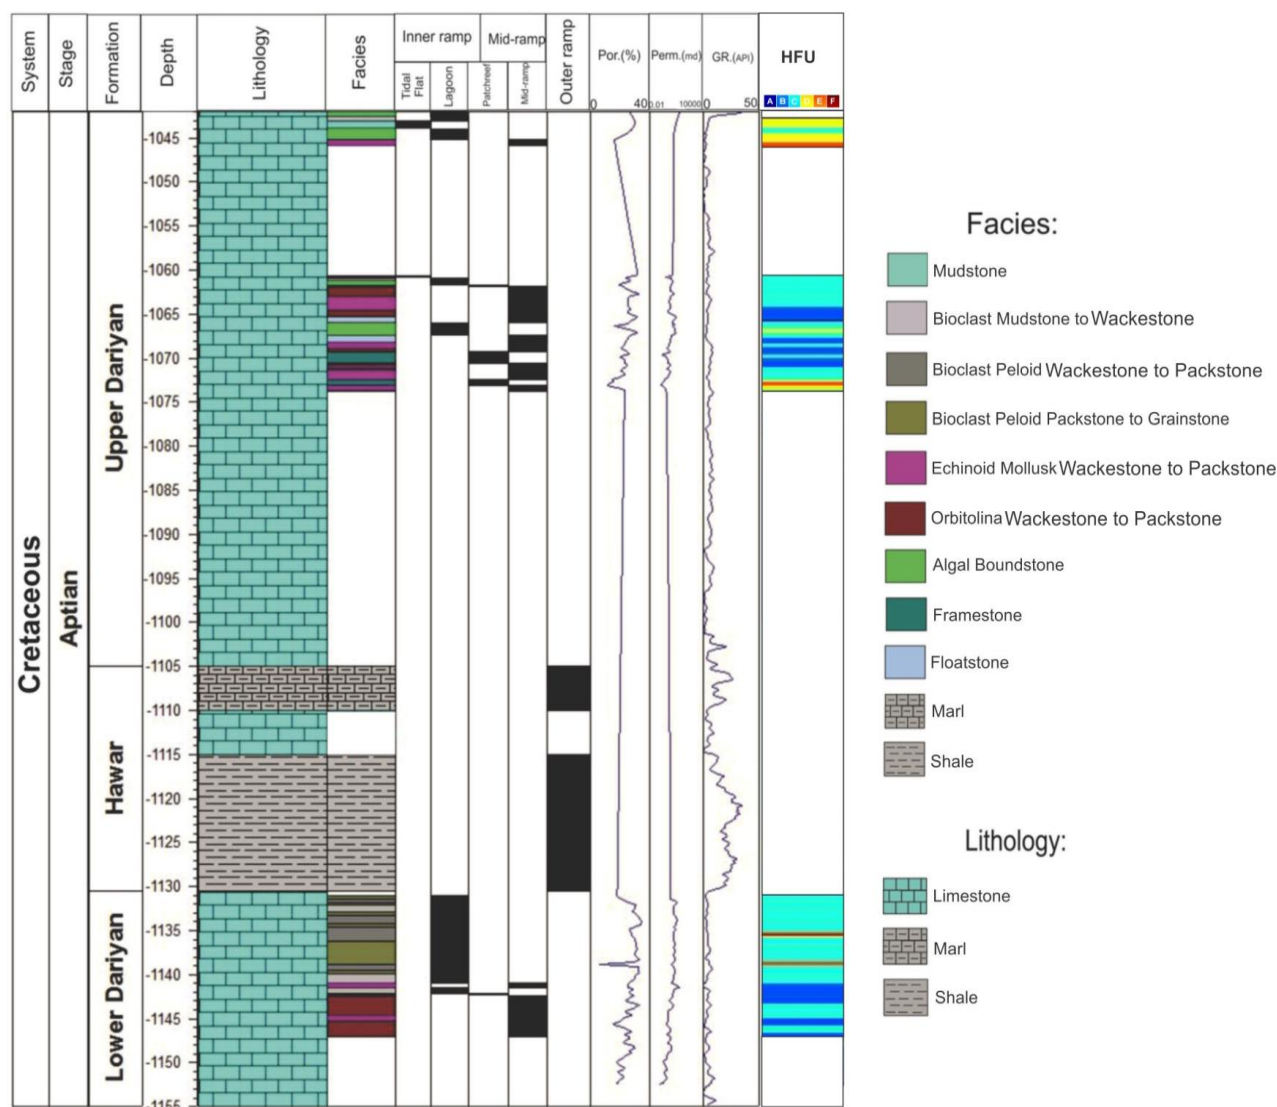 System
Stage
Formation
Depth
Lithology
Facies
Inner ramp
Mid-ramp
Tidal
Flat
Lagoon
Patchreef
Mid-ramp
Outer ramp
Por.(%)
0 40
Perm.(md)
0.01 10000
GR.(API)
0 50
HFU
A B C D E F
Cretaceous
Aptian
Upper Dariyan
Hawar
Lower Dariyan
-1045
-1050
-1055
-1060
-1065
-1070
-1075
-1080
-1085
-1090
-1095
-1100
-1105
-1110
-1115
-1120
-1125
-1130
-1135
-1140
-1145
-1150
-1155
Facies:
Mudstone
Bioclast Mudstone to Wackestone
Bioclast Peloid Wackestone to Packstone
Bioclast Peloid Packstone to Grainstone
Echinoid Mollusk Wackestone to Packstone
Orbitolina Wackestone to Packstone
Algal Boundstone
Framestone
Floatstone
Marl
Shale
Lithology:
Limestone
Marl
Shale